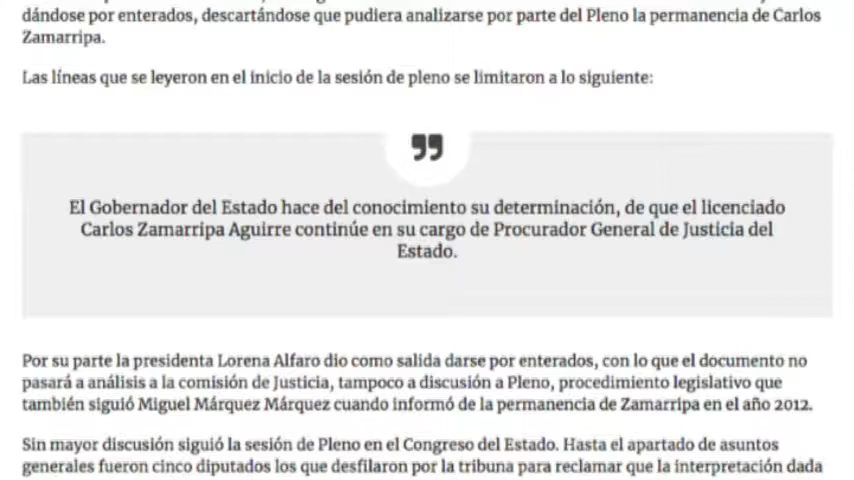 dándose por enterados, descartándose que pudiera analizarse por parte del Pleno la permanencia de Carlos
Zamarripa.
Las líneas que se leyeron en el inicio de la sesión de pleno se limitaron a lo siguiente:
”
El Gobernador del Estado hace del conocimiento su determinación, de que el licenciado
Carlos Zamarripa Aguirre continúe en su cargo de Procurador General de Justicia del
Estado.
Por su parte la presidenta Lorena Alfaro dio como salida darse por enterados, con lo que el documento no
pasará a análisis a la comisión de Justicia, tampoco a discusión a Pleno, procedimiento legislativo que
también siguió Miguel Márquez Márquez cuando informó de la permanencia de Zamarripa en el año 2012.
Sin mayor discusión siguió la sesión de Pleno en el Congreso del Estado. Hasta el apartado de asuntos
generales fueron cinco diputados los que desfilaron por la tribuna para reclamar que la interpretación dada